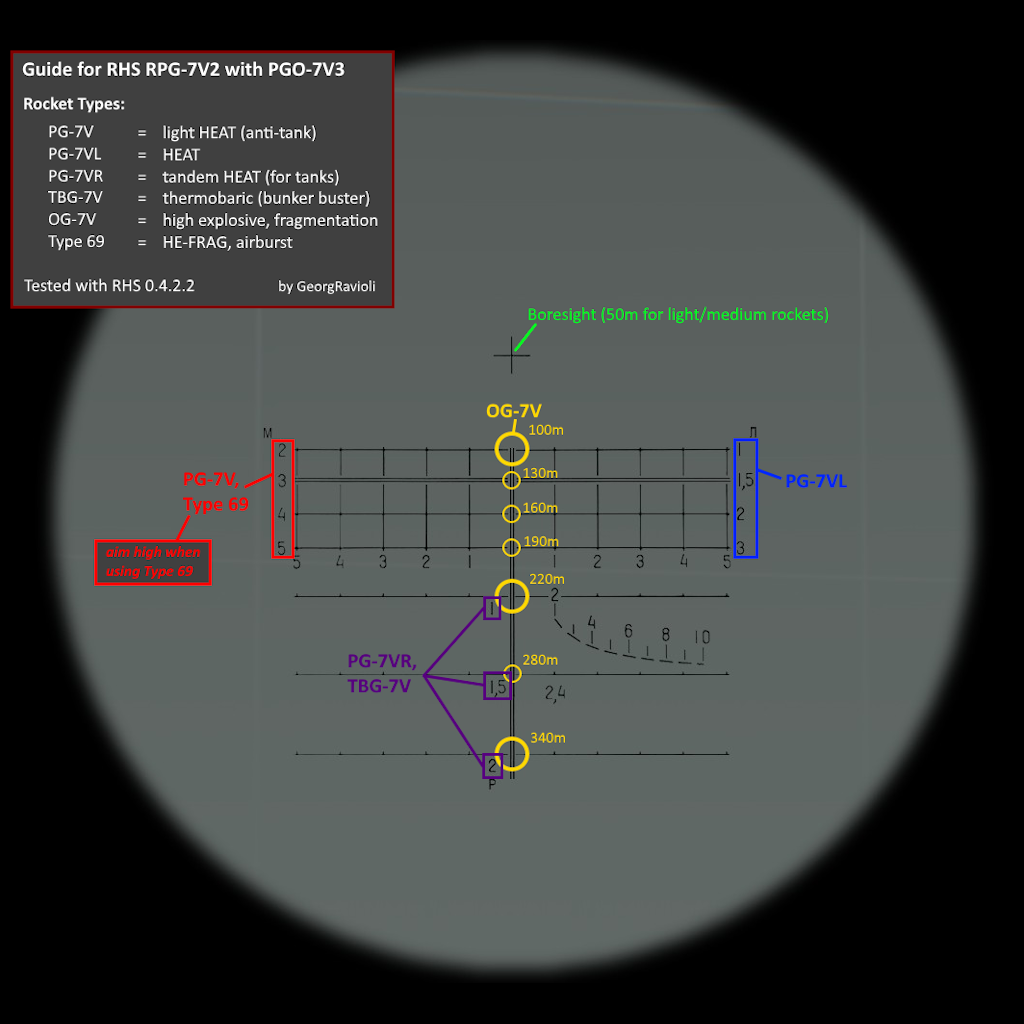 Guide for RHS RPG-7V2 with PGO-7V3
Rocket Types:
PG-7V = light HEAT (anti-tank)
PG-7VL = HEAT
PG-7VR = tandem HEAT (for tanks)
TBG-7V = thermobaric (bunker buster)
OG-7V = high explosive, fragmentation
Type 69 = HE-FRAG, airburst
Tested with RHS 0.4.2.2 by GeorgRavioli
Boresight (50m for light/medium rockets)
OG-7V
100m
М Л
2 1
130m
PG-7V,
Type 69
3 1,5
PG-7VL
160m
4 2
190m
5 3
aim high when
using Type 69
5 4 3 2 1 1 2 3 4 5
220m
2
1
4 6 8 10
PG-7VR,
TBG-7V
280m
1,5 2,4
340m
2
Р